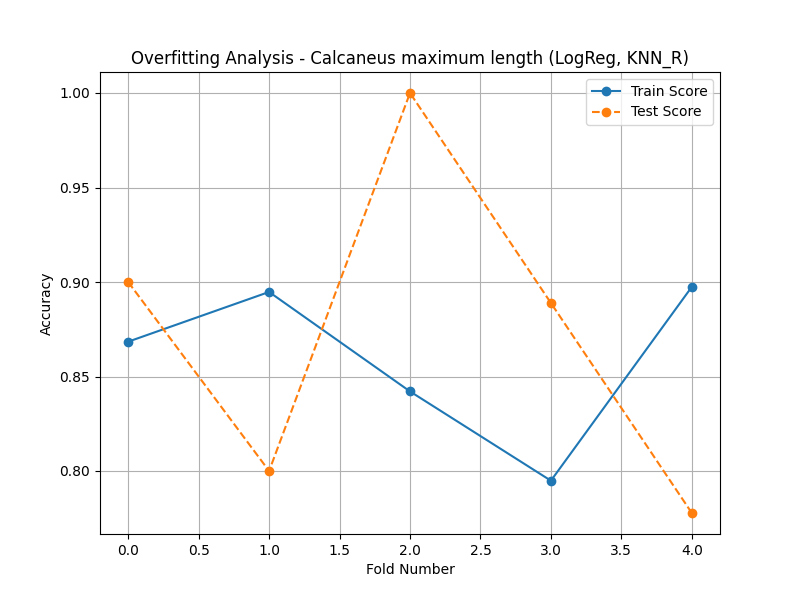 Overfitting Analysis - Calcaneus maximum length (LogReg, KNN_R)
Train Score
Test Score
1.00
0.95
0.90
0.85
0.80
Accuracy
0.0 0.5 1.0 1.5 2.0 2.5 3.0 3.5 4.0
Fold Number